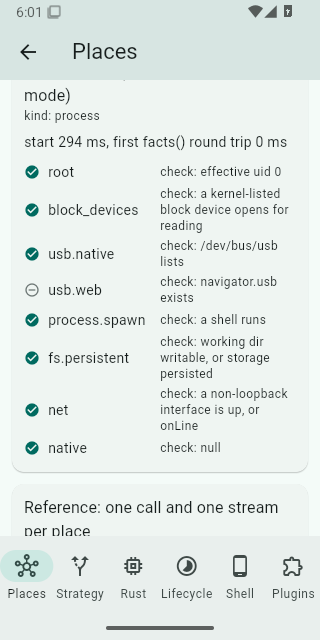 6:01
Places
mode)
kind: process
start 294 ms, first facts() round trip 0 ms
root check: effective uid 0
block_devices check: a kernel-listed
block device opens for
reading
usb.native check: /dev/bus/usb
lists
usb.web check: navigator.usb
exists
process.spawn check: a shell runs
fs.persistent check: working dir
writable, or storage
persisted
net check: a non-loopback
interface is up, or
onLine
native check: null
Reference: one call and one stream
per place
Places Strategy Rust Lifecycle Shell Plugins